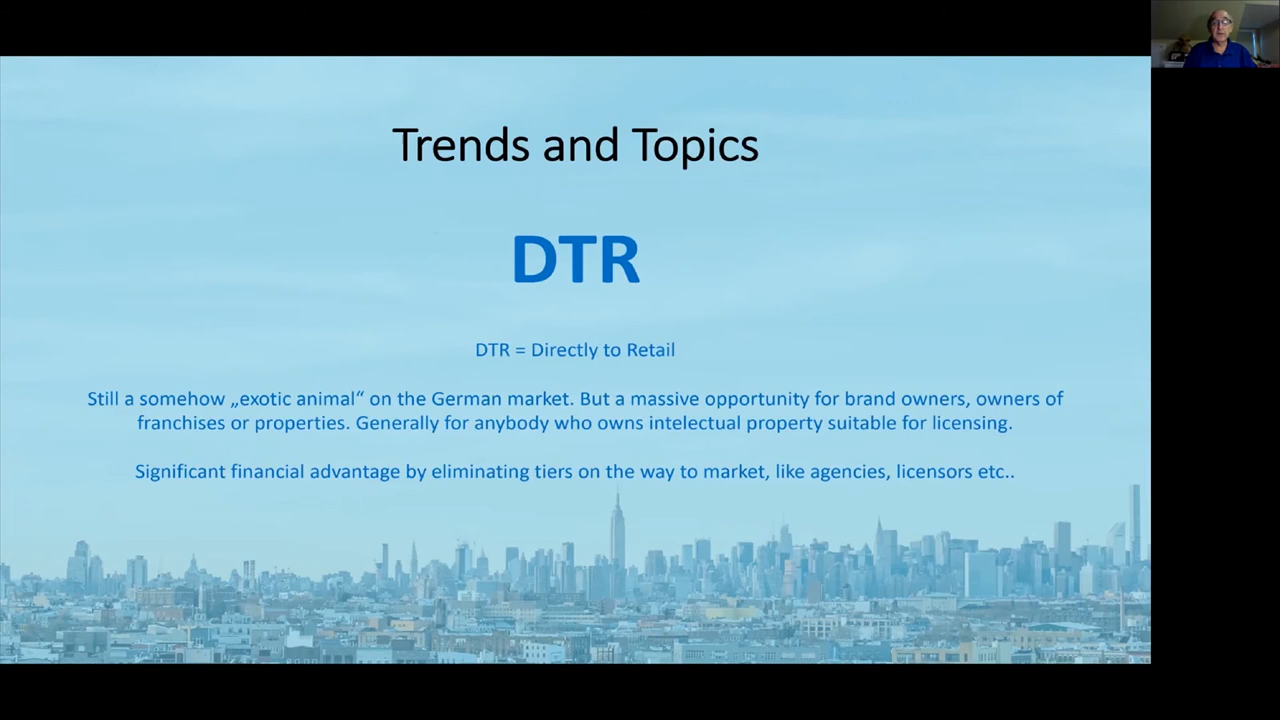 Trends and Topics
DTR
DTR = Directly to Retail
Still a somehow „exotic animal“ on the German market. But a massive opportunity for brand owners, owners of
franchises or properties. Generally for anybody who owns intelectual property suitable for licensing.
Significant financial advantage by eliminating tiers on the way to market, like agencies, licensors etc..